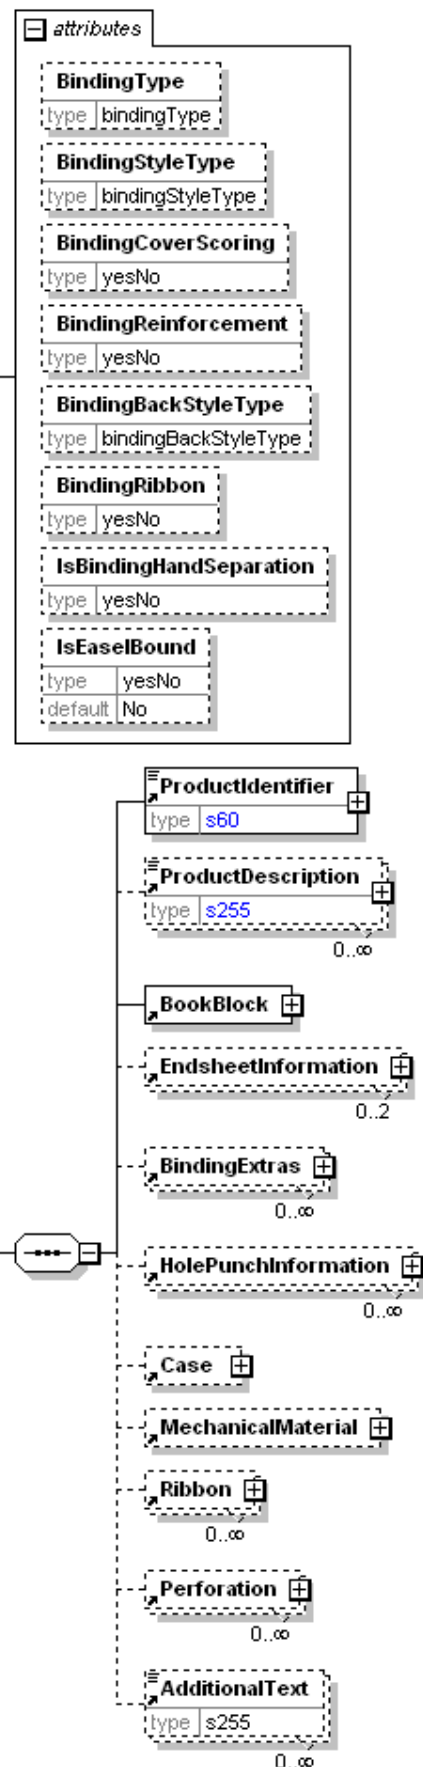 attributes
BindingType
type bindingType
BindingStyleType
type bindingStyleType
BindingCoverScoring
type yesNo
BindingReinforcement
type yesNo
BindingBackStyleType
type bindingBackStyleType
BindingRibbon
type yesNo
IsBindingHandSeparation
type yesNo
IsEaselBound
type yesNo
default No
ProductIdentifier
type s60
ProductDescription
type s255
0..∞
BookBlock
EndsheetInformation
0..2
BindingExtras
0..∞
HolePunchInformation
0..∞
Case
MechanicalMaterial
Ribbon
0..∞
Perforation
0..∞
AdditionalText
type s255
0..∞